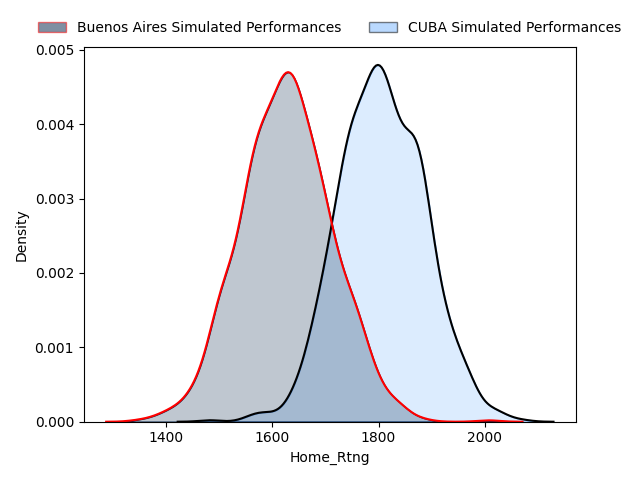 Buenos Aires Simulated Performances CUBA Simulated Performances
0.005
0.004
0.003
0.002
0.001
0.000
Density
1400 1600 1800 2000
Home_Rtng